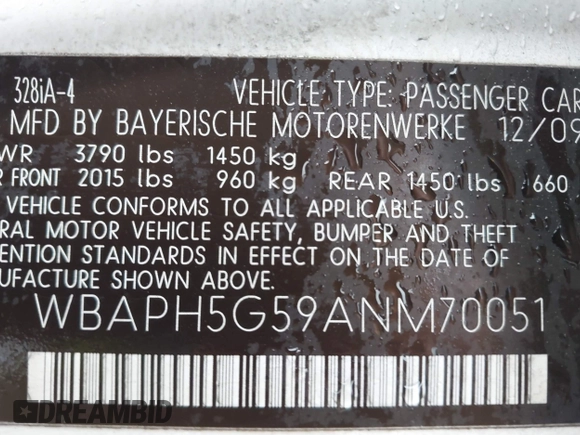 328iA-4 VEHICLE TYPE: PASSENGER CAR
MFD BY BAYERISCHE MOTORENWERKE 12/09
WR 3790 lbs 1450 kg
R FRONT 2015 lbs 960 kg REAR 1450 lbs 660
VEHICLE CONFORMS TO ALL APPLICABLE U.S.
RAL MOTOR VEHICLE SAFETY, BUMPER AND THEFT
ENTION STANDARDS IN EFFECT ON THE DATE
UFACTURE SHOWN ABOVE.
WBAPH5G59ANM70051
DREAMBID